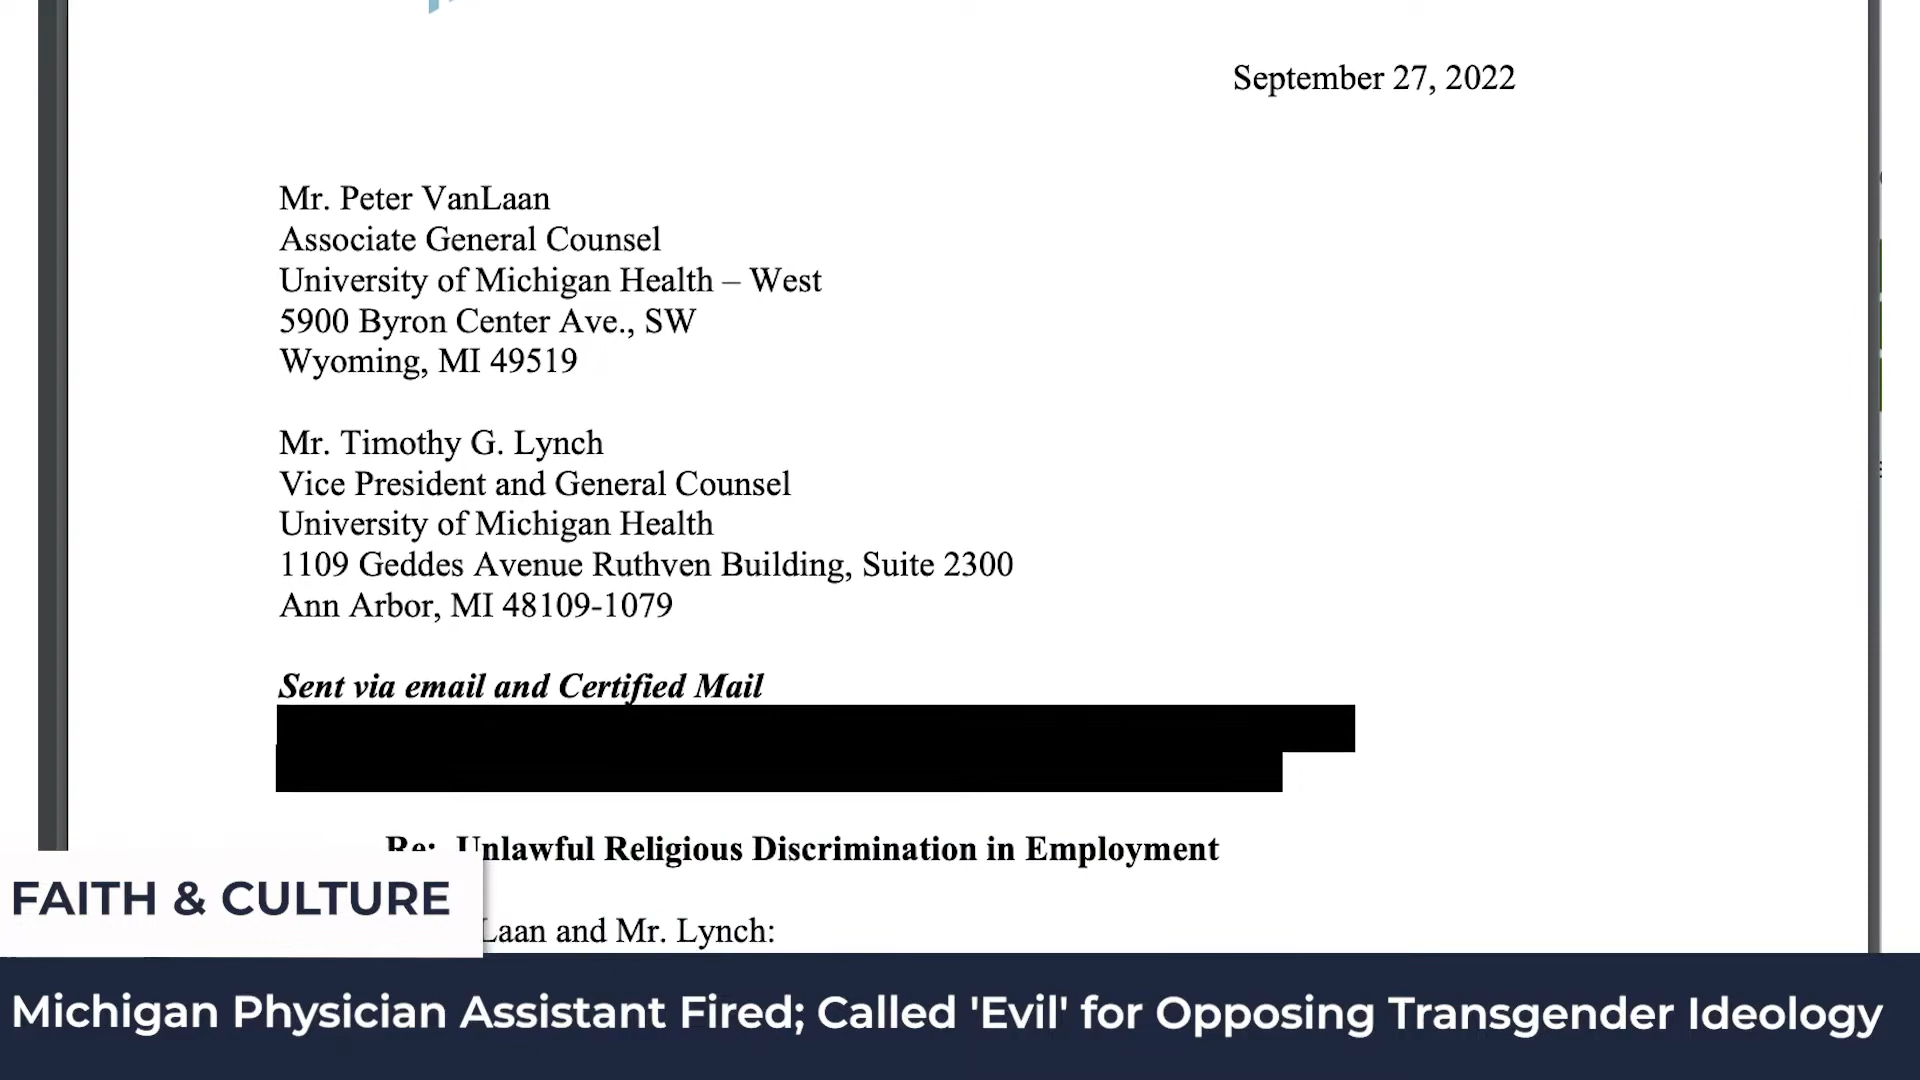 September 27, 2022
Mr. Peter VanLaan
Associate General Counsel
University of Michigan Health – West
5900 Byron Center Ave., SW
Wyoming, MI 49519
Mr. Timothy G. Lynch
Vice President and General Counsel
University of Michigan Health
1109 Geddes Avenue Ruthven Building, Suite 2300
Ann Arbor, MI 48109-1079
Sent via email and Certified Mail
Re: Unlawful Religious Discrimination in Employment
Laan and Mr. Lynch:
FAITH & CULTURE
Michigan Physician Assistant Fired; Called 'Evil' for Opposing Transgender Ideology